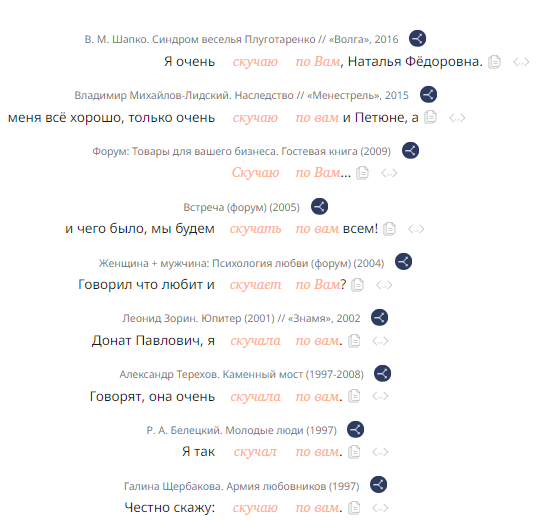 В. М. Шапко. Синдром веселья Плуготаренко // «Волга», 2016
Я очень скучаю по Вам, Наталья Фёдоровна.
Владимир Михайлов-Лидский. Наследство // «Менестрель», 2015
меня всё хорошо, только очень скучаю по вам и Петюне, а
Форум: Товары для вашего бизнеса. Гостевая книга (2009)
Скучаю по Вам...
Встреча (форум) (2005)
и чего было, мы будем скучать по вам всем!
Женщина + мужчина: Психология любви (форум) (2004)
Говорил что любит и скучает по Вам?
Леонид Зорин. Юпитер (2001) // «Знамя», 2002
Донат Павлович, я скучала по вам.
Александр Терехов. Каменный мост (1997-2008)
Говорят, она очень скучала по вам.
Р. А. Белецкий. Молодые люди (1997)
Я так скучал по вам.
Галина Щербакова. Армия любовников (1997)
Честно скажу: скучаю по вам.